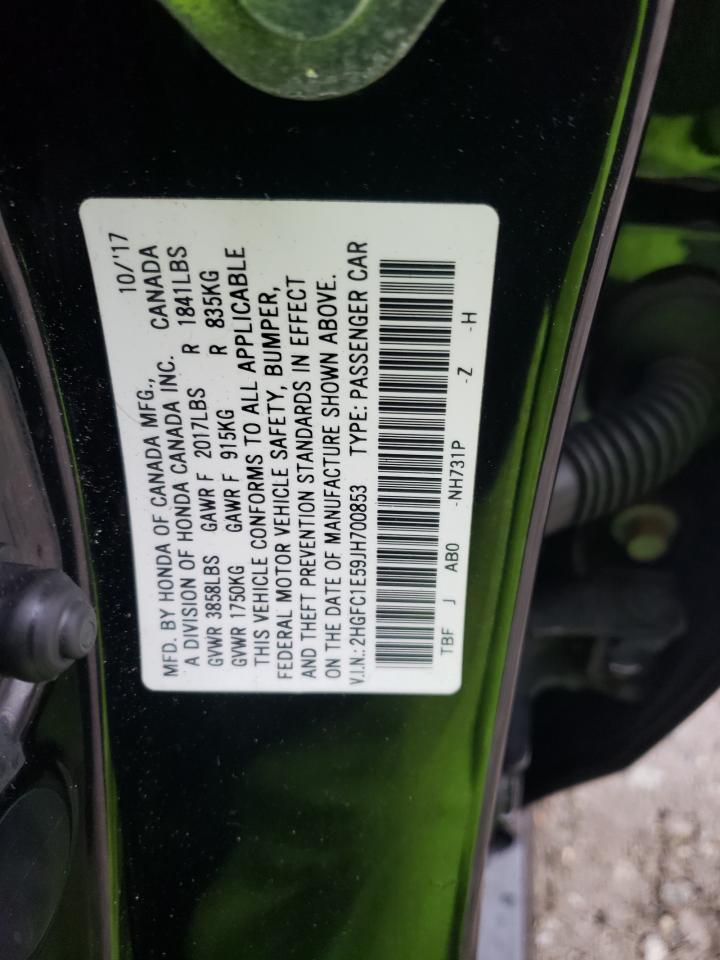 10/'17
MFD. BY HONDA OF CANADA MFG.,
A DIVISION OF HONDA CANADA INC. CANADA
GVWR 3858LBS GAWR F 2017LBS R 1841LBS
GVWR 1750KG GAWR F 915KG R 835KG
THIS VEHICLE CONFORMS TO ALL APPLICABLE
FEDERAL MOTOR VEHICLE SAFETY, BUMPER,
AND THEFT PREVENTION STANDARDS IN EFFECT
ON THE DATE OF MANUFACTURE SHOWN ABOVE.
V.I.N.: 2HGFC1E59JH700853 TYPE: PASSENGER CAR
TBF J AB0 -NH731P -Z -H